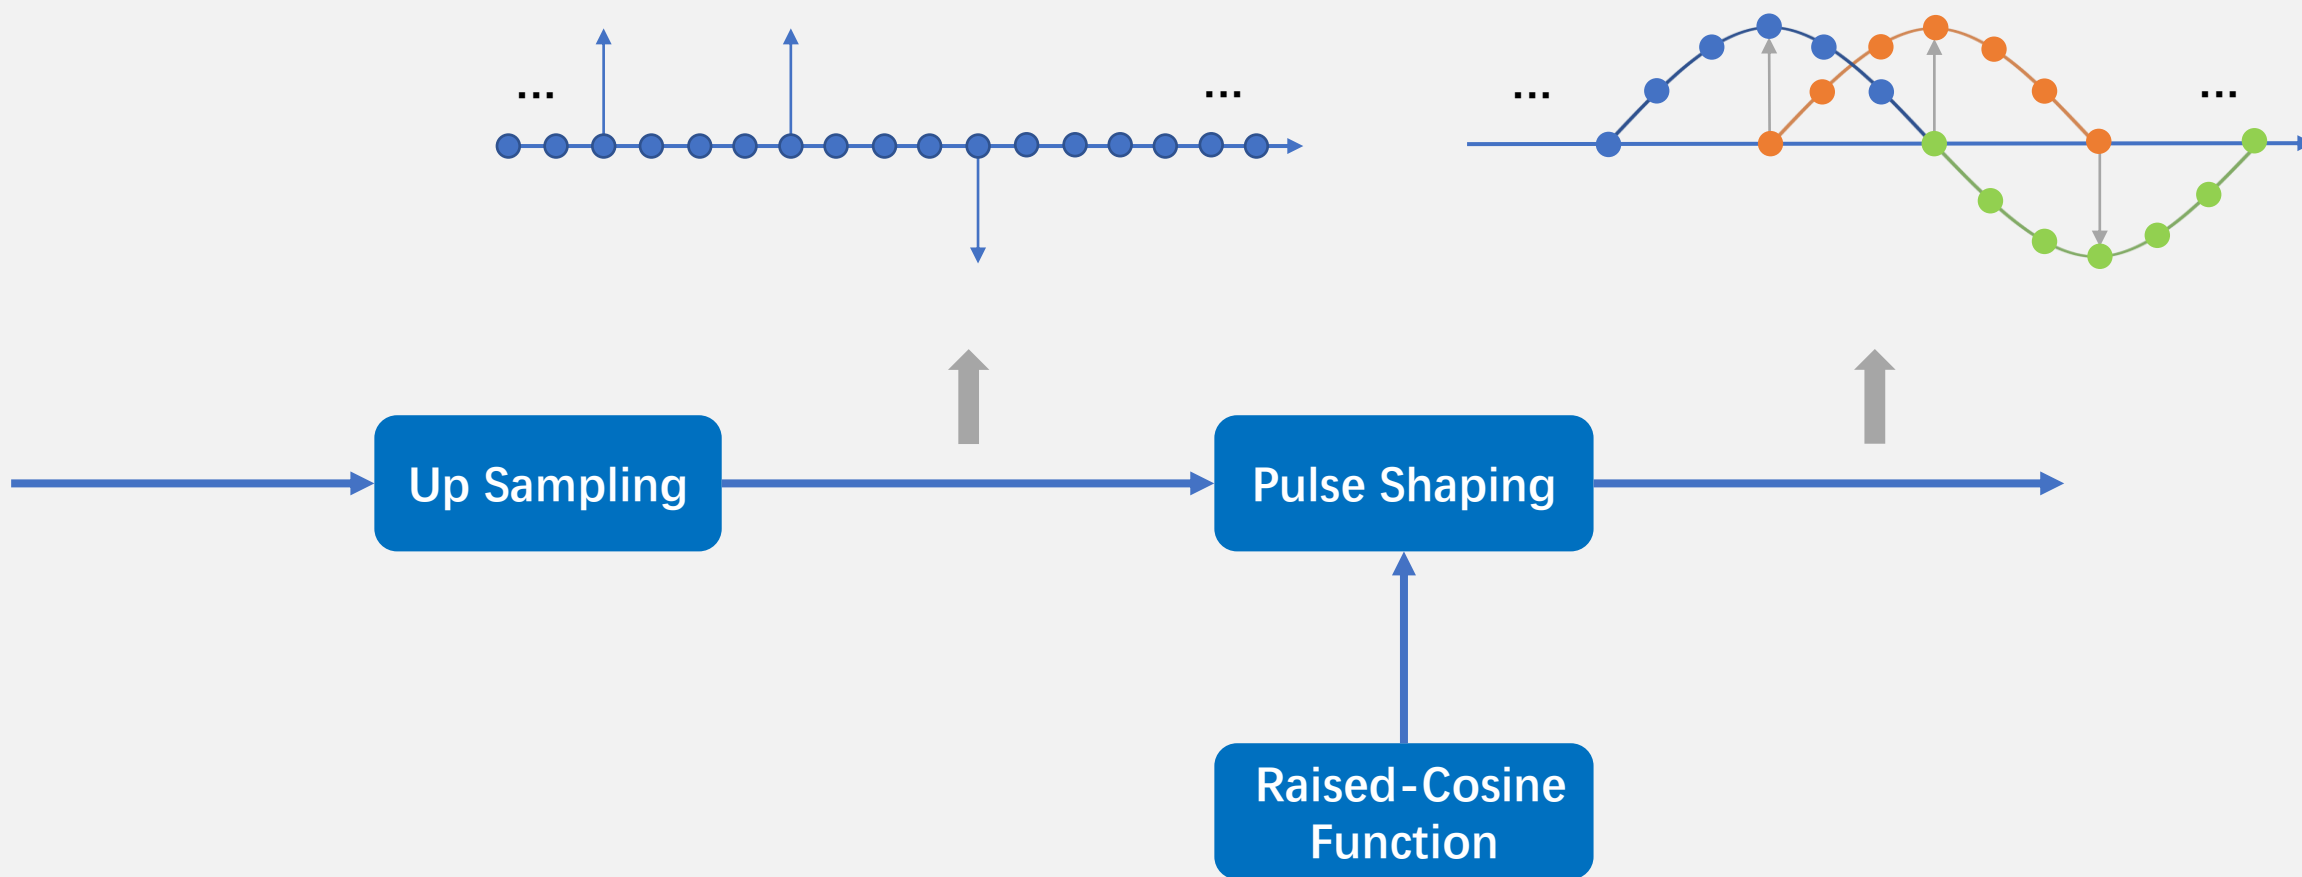 ... ... ... ...
Up Sampling
Pulse Shaping
Raised-Cosine
Function